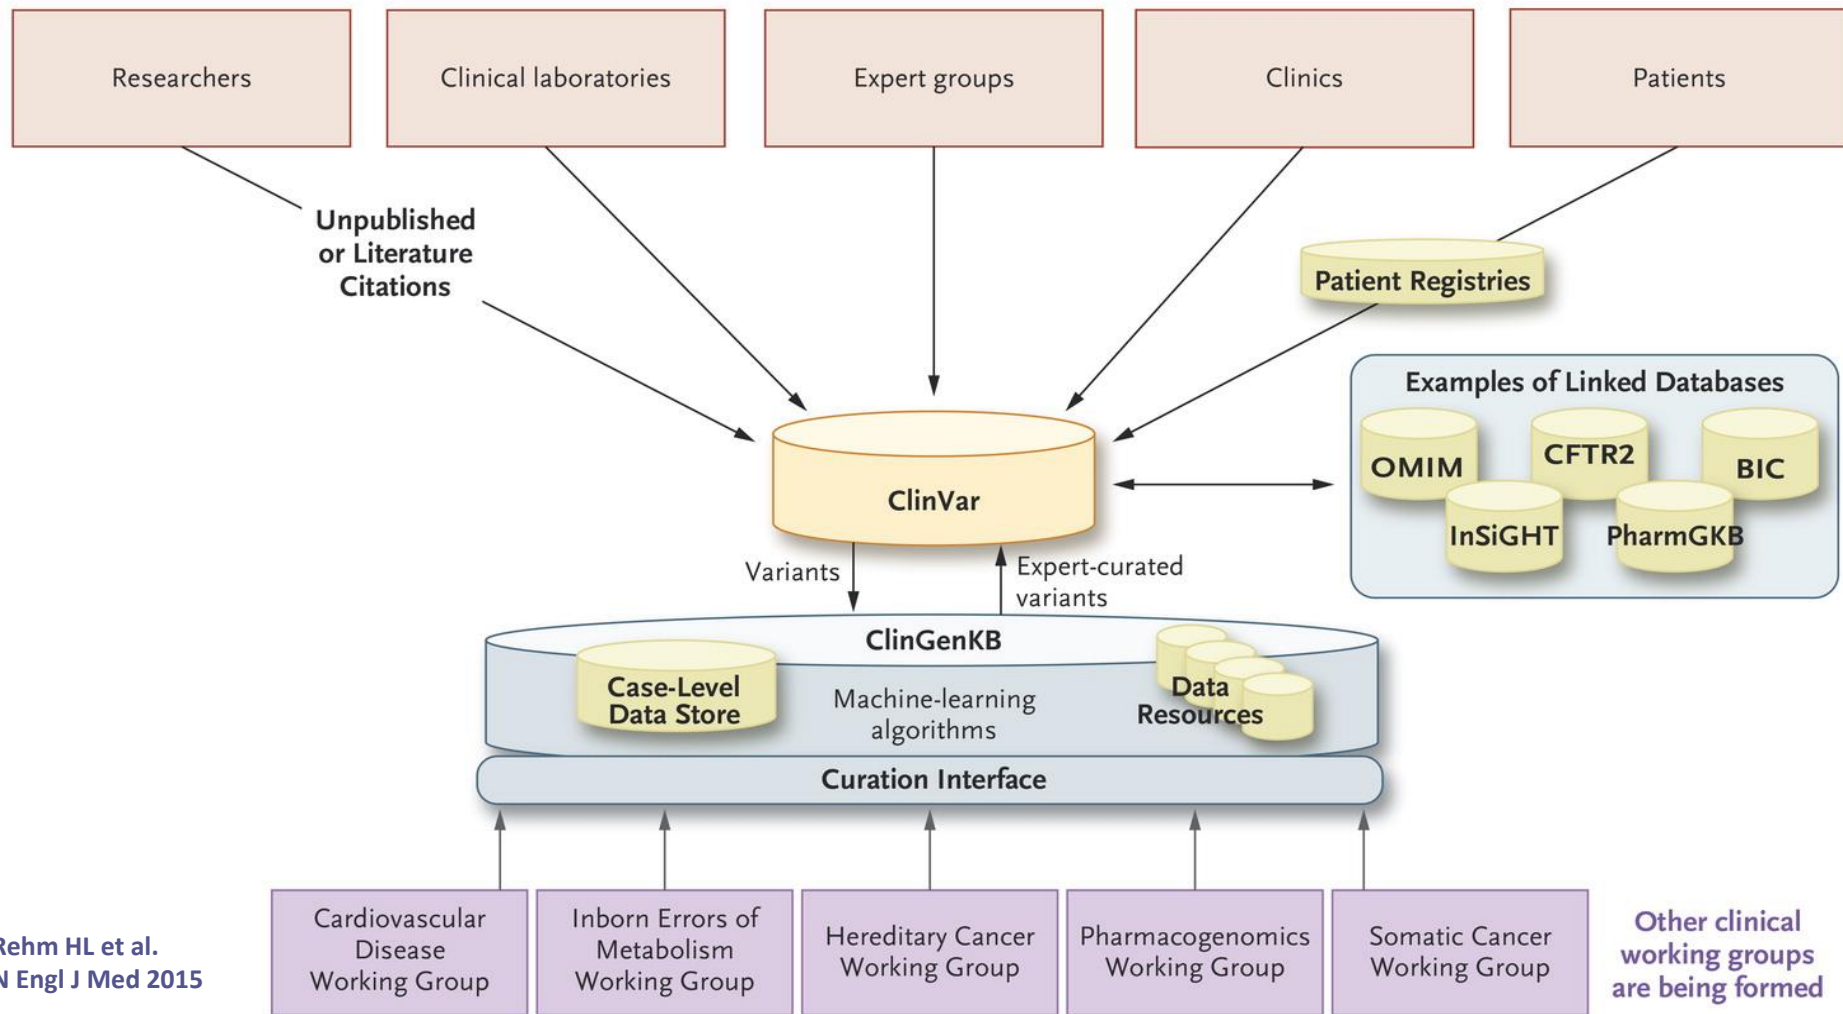 Researchers
Clinical laboratories
Expert groups
Clinics
Patients
Unpublished
or Literature
Citations
Patient Registries
Examples of Linked Databases
OMIM
CFTR2
BIC
InSiGHT
PharmGKB
ClinVar
Variants
Expert-curated
variants
ClinGenKB
Case-Level
Data Store
Machine-learning
algorithms
Data
Resources
Curation Interface
Cardiovascular
Disease
Working Group
Inborn Errors of
Metabolism
Working Group
Hereditary Cancer
Working Group
Pharmacogenomics
Working Group
Somatic Cancer
Working Group
Other clinical
working groups
are being formed
Rehm HL et al.
N Engl J Med 2015